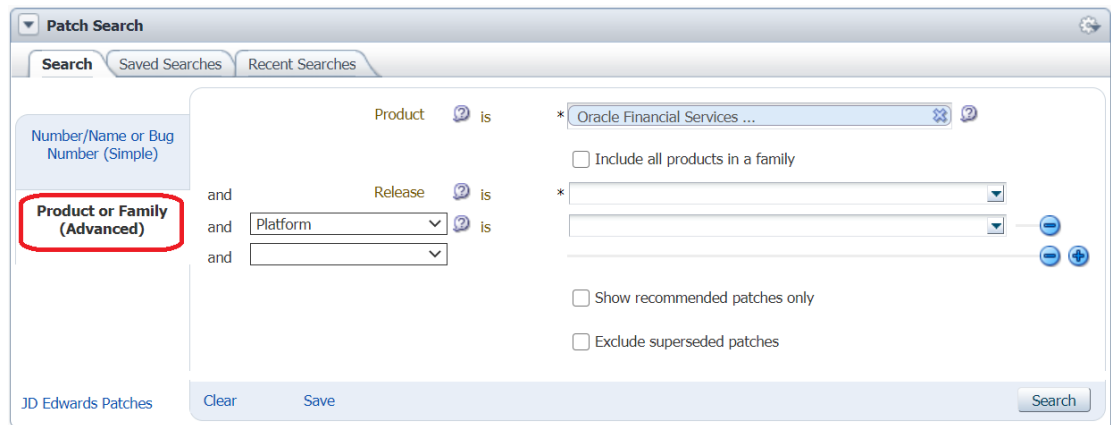 Patch Search
Search Saved Searches Recent Searches
Product ? is * Oracle Financial Services ... ?
Number/Name or Bug
Number (Simple)
Include all products in a family
and Release ? is *
Product or Family
(Advanced)
and Platform ? is
and
Show recommended patches only
Exclude superseded patches
JD Edwards Patches
Clear Save Search